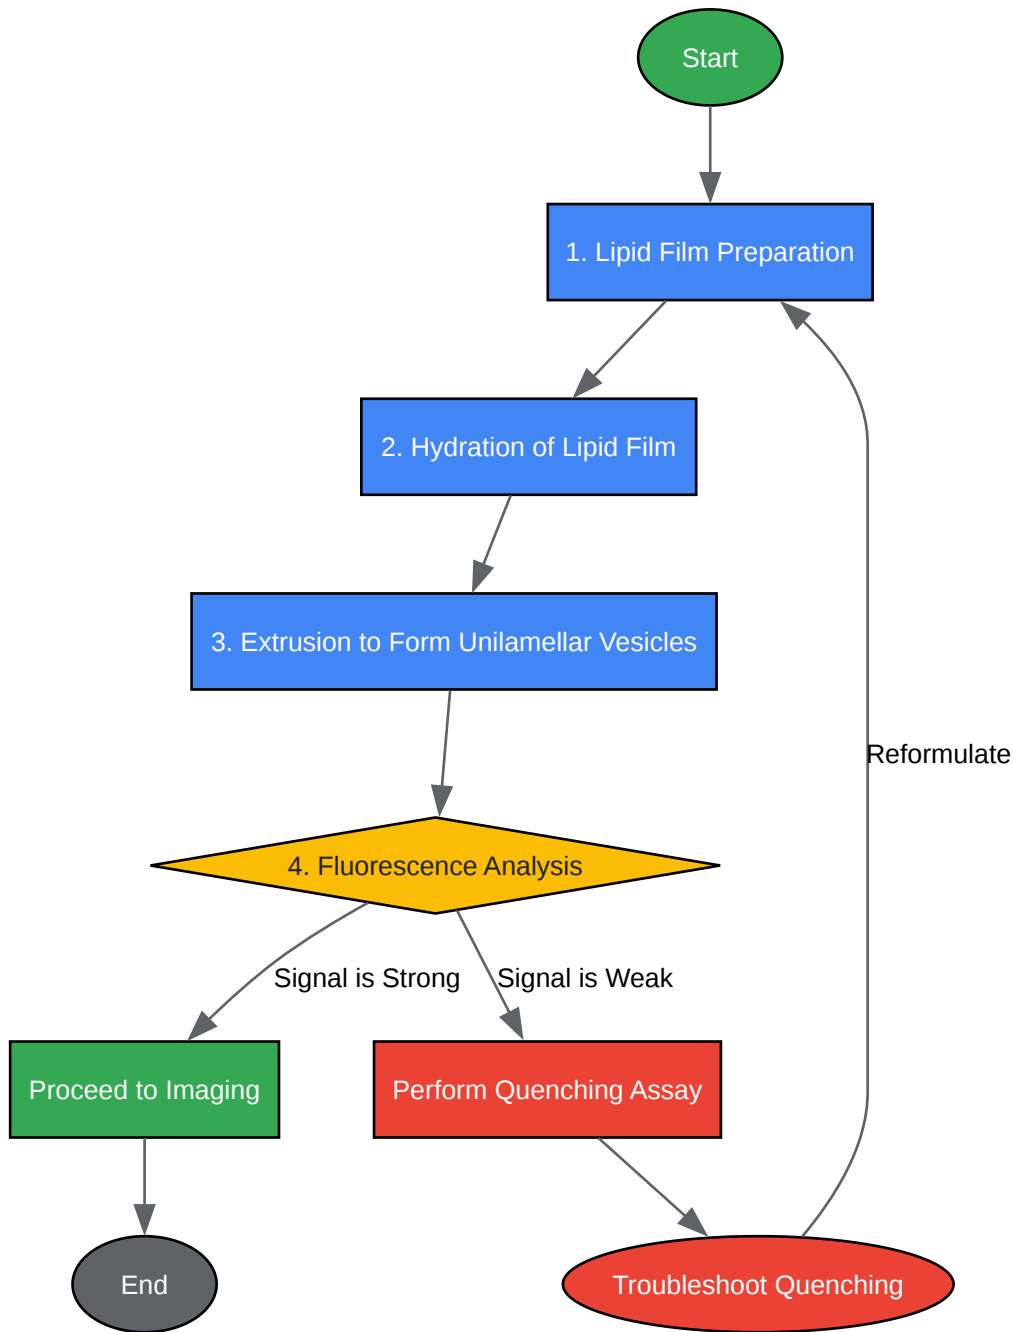 Start
1. Lipid Film Preparation
2. Hydration of Lipid Film
3. Extrusion to Form Unilamellar Vesicles
Reformulate
4. Fluorescence Analysis
Signal is Strong
Signal is Weak
Proceed to Imaging
Perform Quenching Assay
End
Troubleshoot Quenching